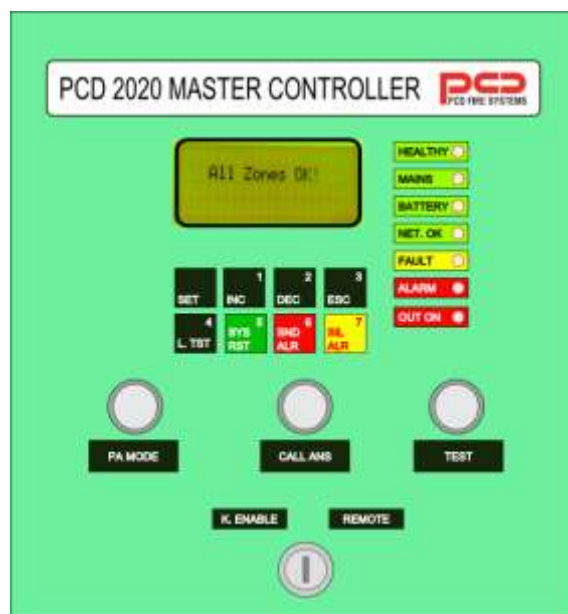 PCD 2020 MASTER CONTROLLER
PCD
PCD FIRE SYSTEMS
All Zones OK!
HEALTHY
MAINS
BATTERY
NET. OK
FAULT
ALARM
OUT ON
SET
1 INC
2 DEC
3 ESC
4 L. TST
5 SYS RST
6 SND ALR
7 SIL ALR
PA MODE
CALL ANS
TEST
K. ENABLE
REMOTE